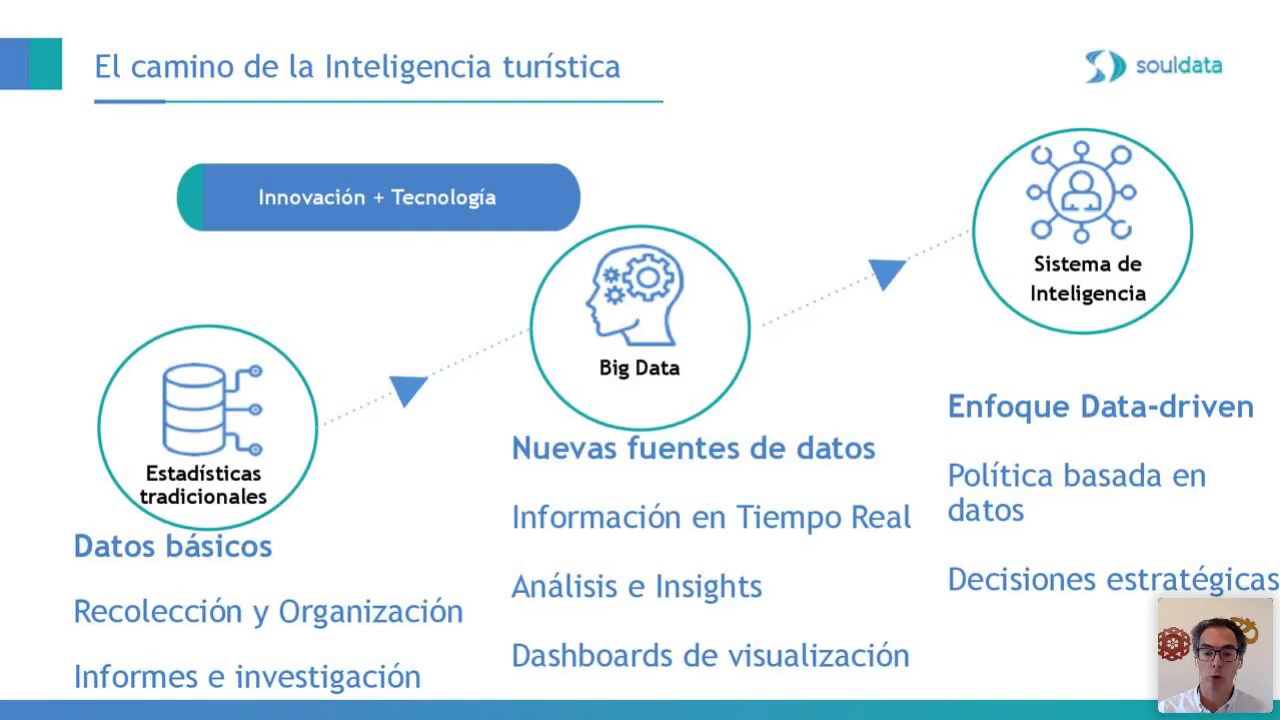 El camino de la Inteligencia turística
souldata
Innovación + Tecnología
Estadísticas
tradicionales
Datos básicos
Recolección y Organización
Informes e investigación
Big Data
Nuevas fuentes de datos
Información en Tiempo Real
Análisis e Insights
Dashboards de visualización
Sistema de
Inteligencia
Enfoque Data-driven
Política basada en
datos
Decisiones estratégicas